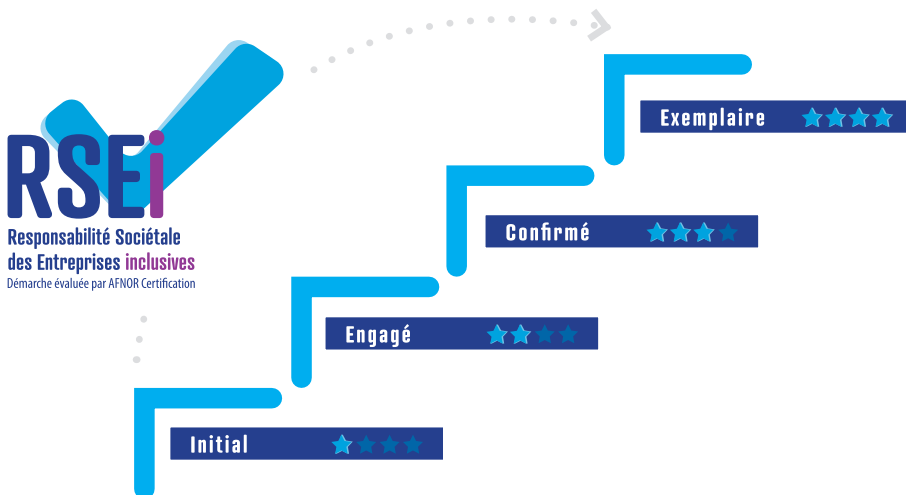 RSEi
Responsabilité Sociétale
des Entreprises inclusives
Démarche évaluée par AFNOR Certification
Exemplaire
Confirmé
Engagé
Initial